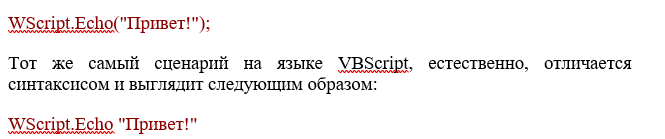 WScript.Echo("Привет!");
Тот же самый сценарий на языке VBScript, естественно, отличается
синтаксисом и выглядит следующим образом:
WScript.Echo "Привет!"